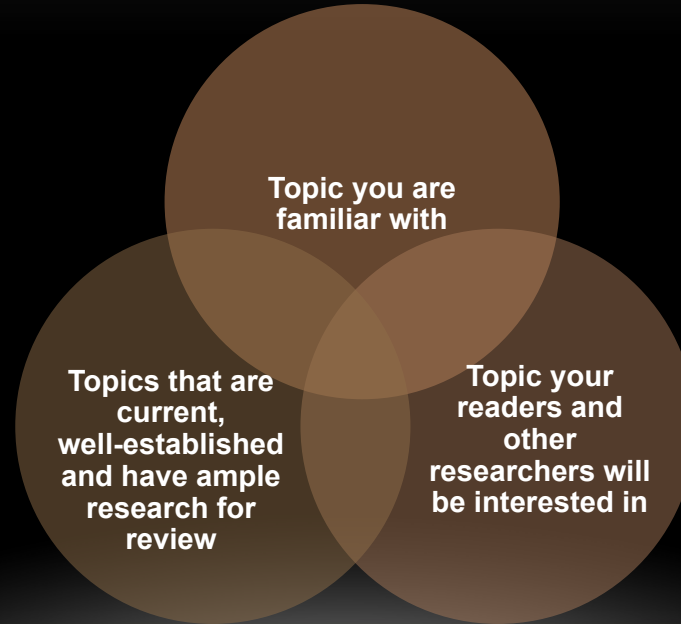 Topic you are
familiar with
Topics that are
current,
well-established
and have ample
research for
review
Topic your
readers and
other
researchers will
be interested in